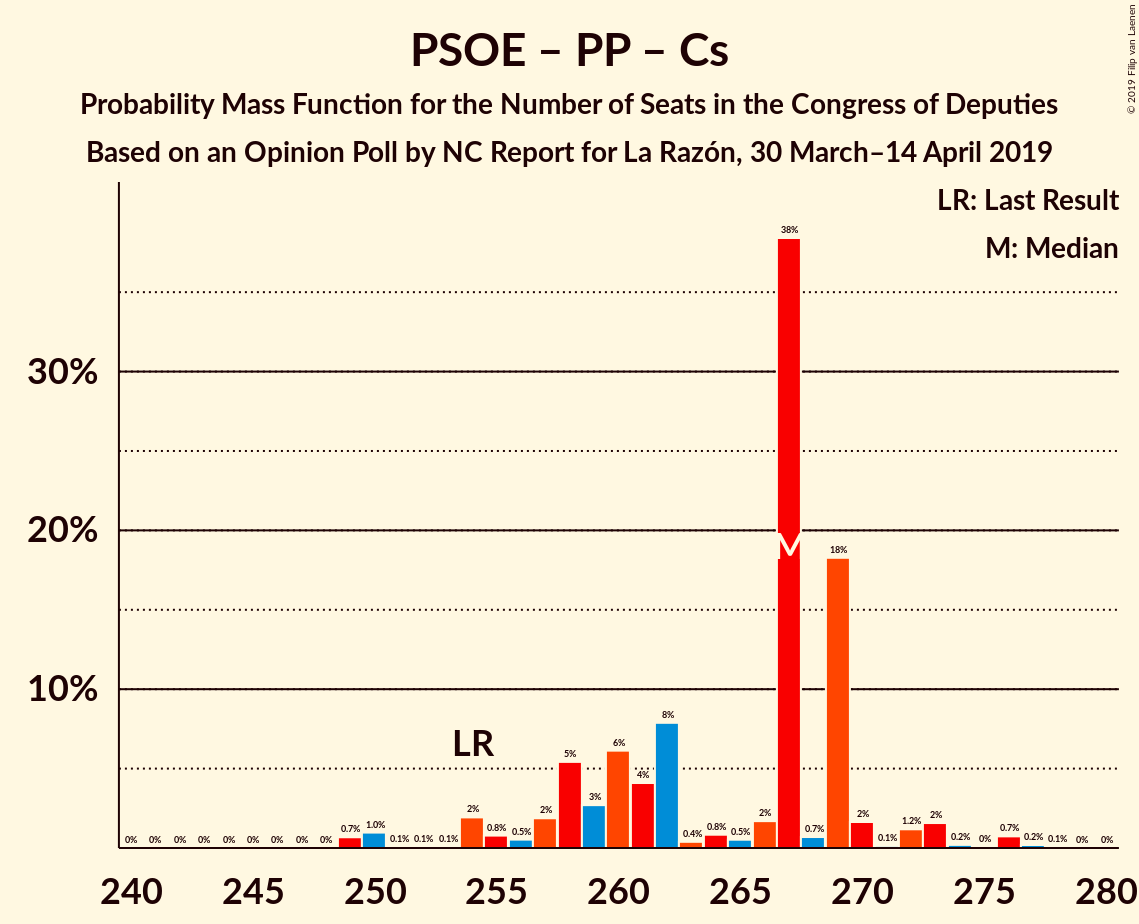 PSOE – PP – Cs
Probability Mass Function for the Number of Seats in the Congress of Deputies
Based on an Opinion Poll by NC Report for La Razón, 30 March–14 April 2019
© 2019 Filip van Laenen
LR: Last Result
M: Median
30%
20%
10%
LR
M
0% 0% 0% 0% 0% 0% 0% 0% 0% 0.7% 1.0% 0.1% 0.1% 0.1% 2% 0.8% 0.5% 2% 5% 3% 6% 4% 8% 0.4% 0.8% 0.5% 2% 38% 0.7% 18% 2% 0.1% 1.2% 2% 0.2% 0% 0.7% 0.2% 0.1% 0% 0%
240 245 250 255 260 265 270 275 280